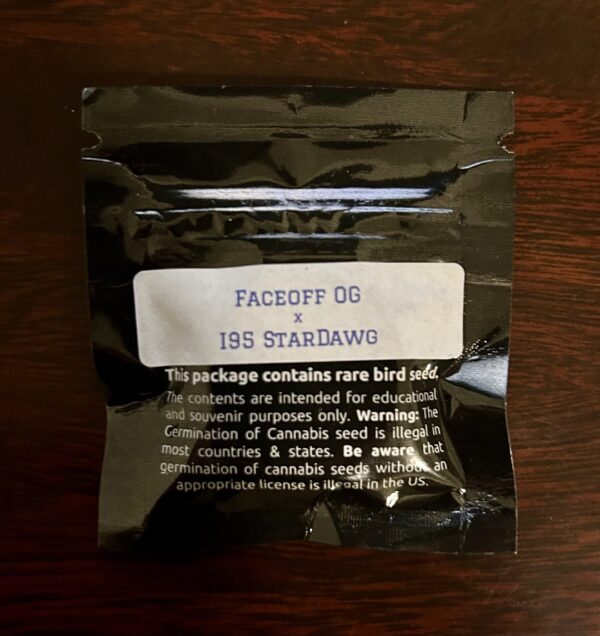 FACEOFF OG
x
I95 STARDAWG
This package contains rare bird seed.
The contents are intended for educational
and souvenir purposes only. Warning: The
Germination of Cannabis seed is illegal in
most countries & states. Be aware that
germination of cannabis seeds without an
appropriate license is illegal in the US.